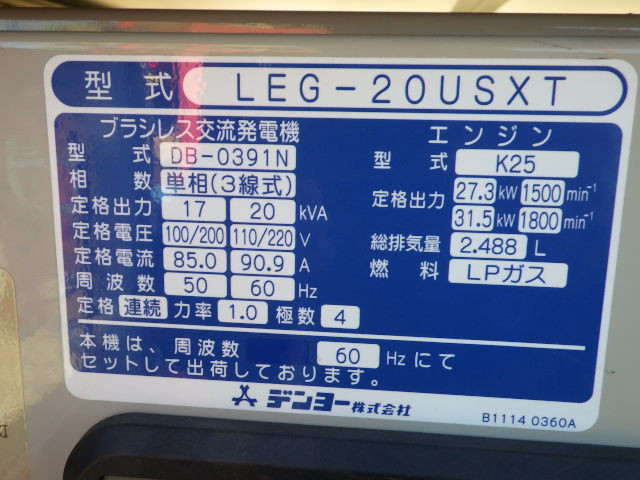 型式 LEG-20USXT
ブラシレス交流発電機
型式 DB-0391N
相数 単相(3線式)
定格出力 17 20 kVA
定格電圧 100/200 110/220 V
定格電流 85.0 90.9 A
周波数 50 60 Hz
定格 連続 力率 1.0 極数 4
エンジン
型式 K25
定格出力 27.3 kW 1500 min⁻¹
31.5 kW 1800 min⁻¹
総排気量 2.488 L
燃料 LPガス
本機は、周波数 60 Hzにて
セットして出荷しております。
デンヨー株式会社
B1114 0360A